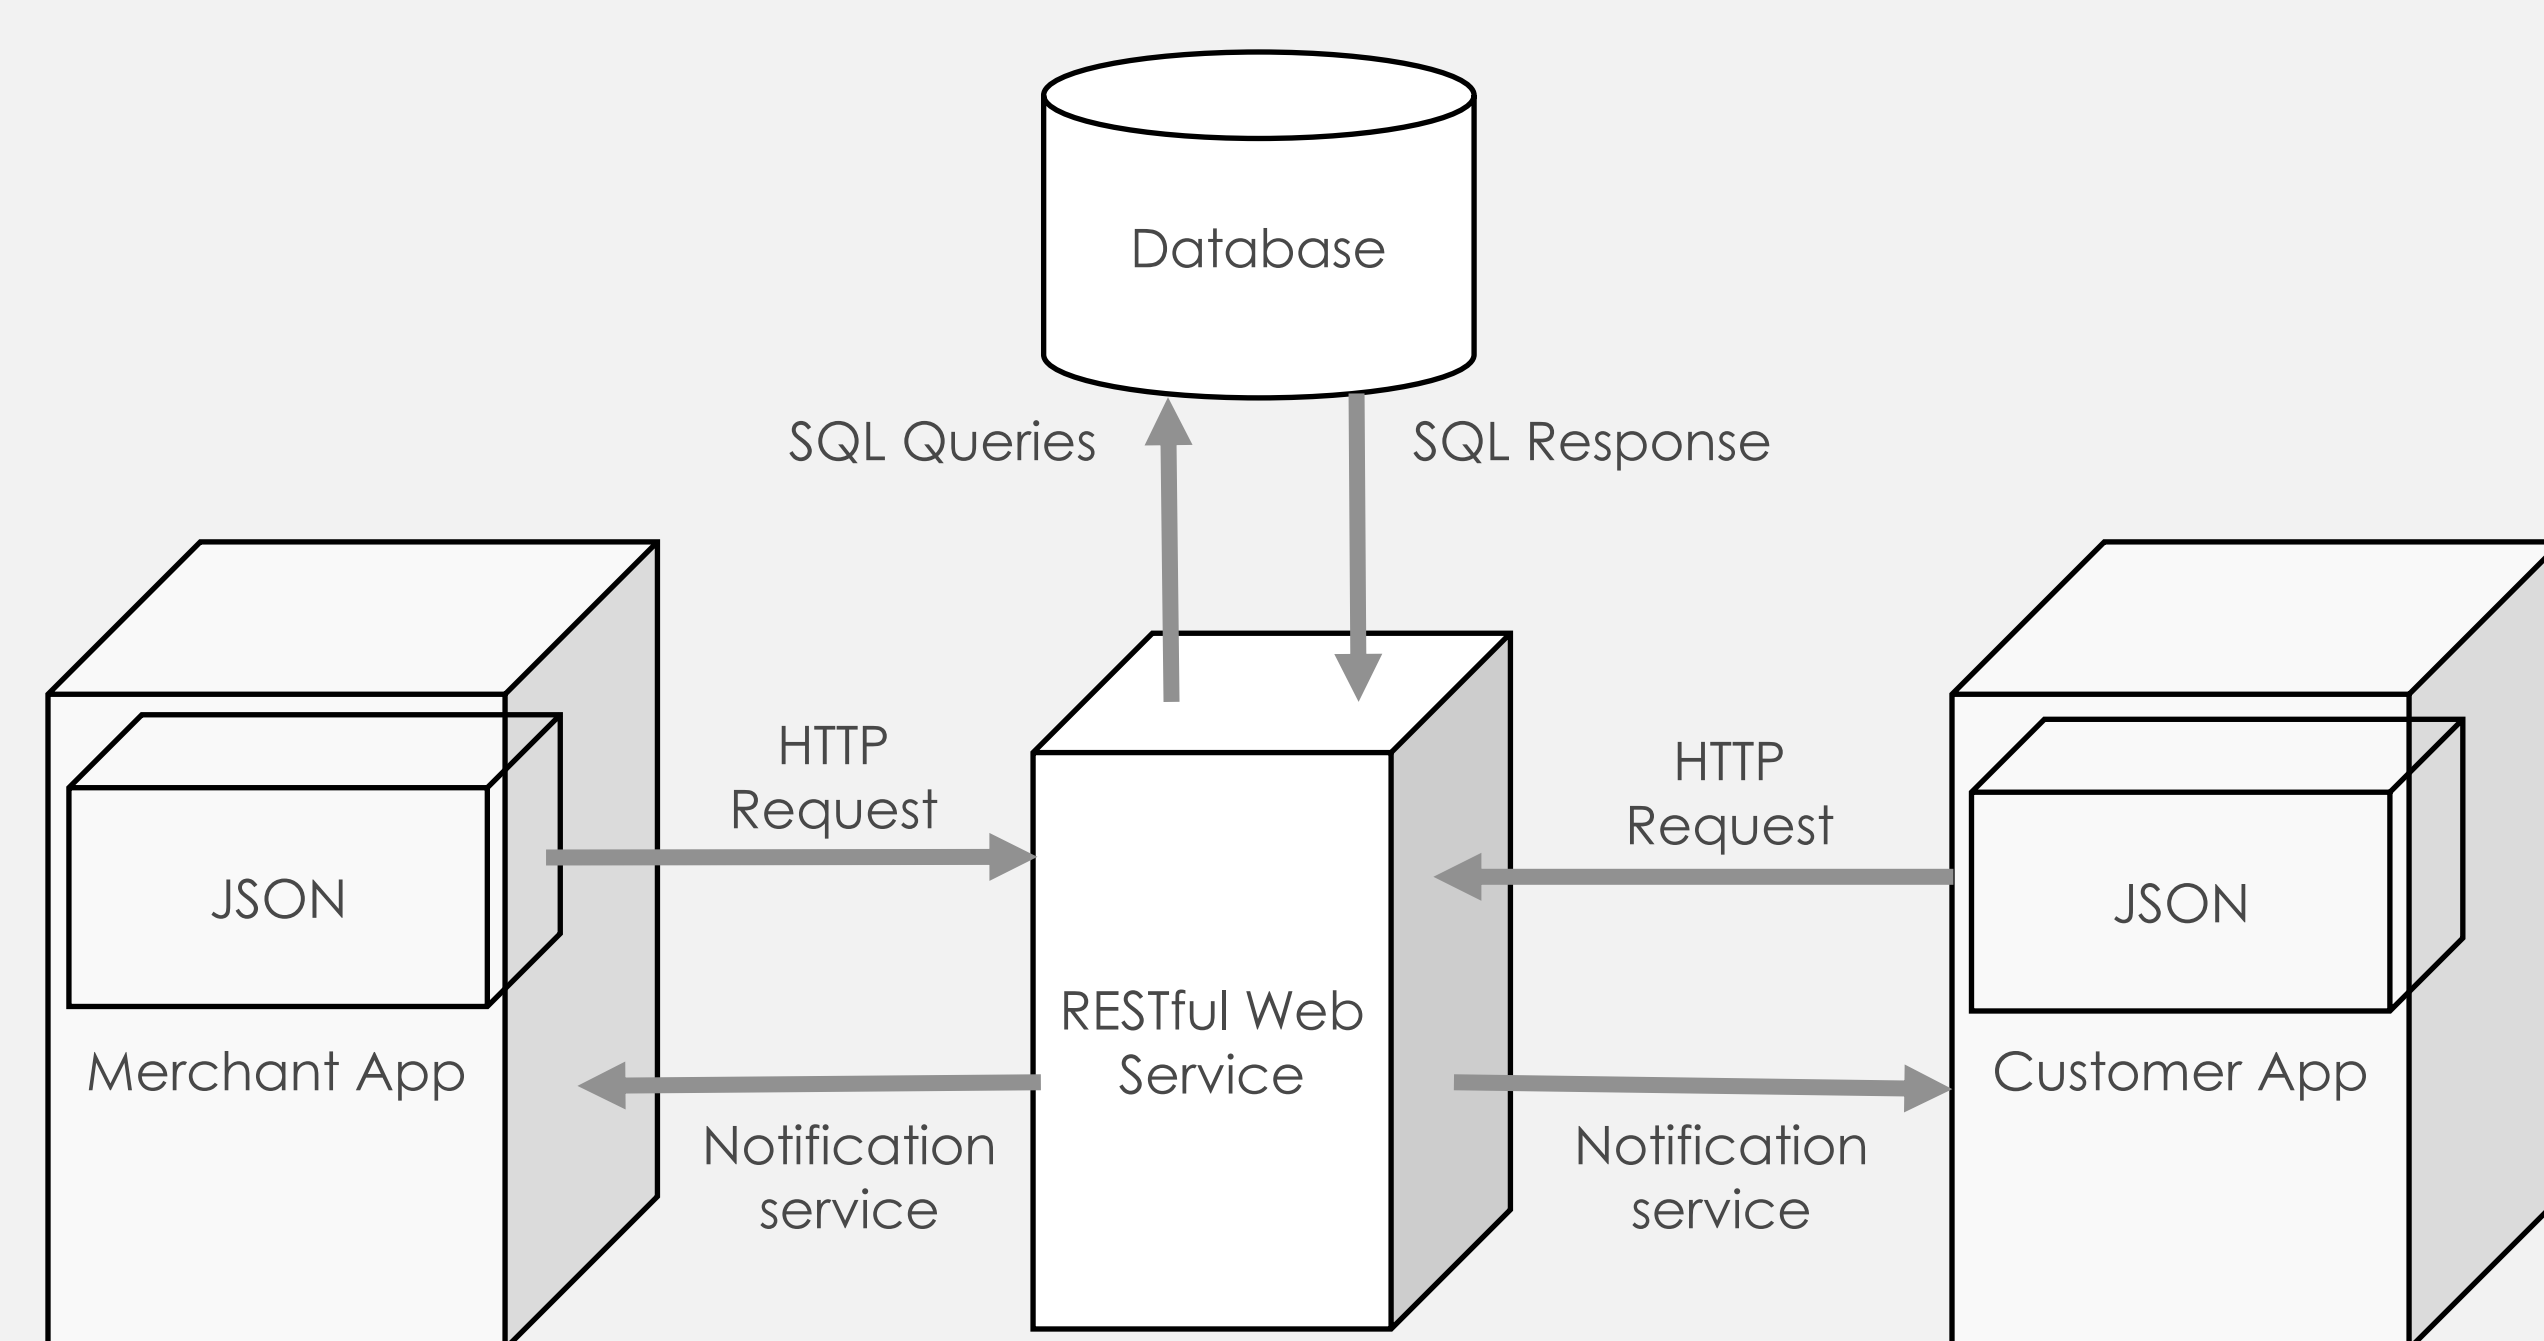 Database
SQL Queries
SQL Response
HTTP
Request
HTTP
Request
JSON
JSON
RESTful Web
Service
Merchant App
Customer App
Notification
service
Notification
service